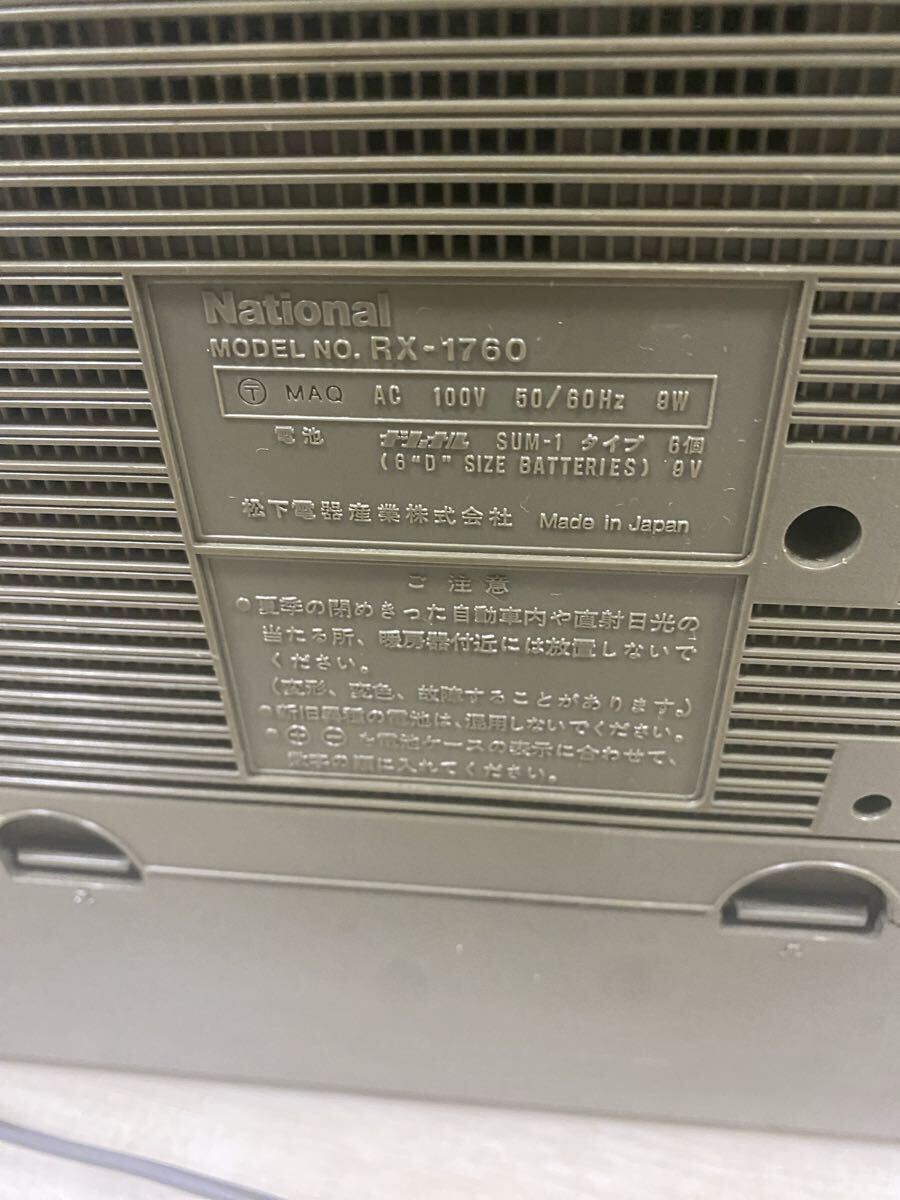 National
MODEL NO. RX-1760
Ⓣ MAQ AC 100V 50/60Hz 9W
電池 ナショナル SUM-1 タイプ 6個
(6 "D" SIZE BATTERIES) 9V
松下電器産業株式会社 Made in Japan
ご注意
●夏季の閉めきった自動車内や直射日光の
当たる所、暖房器付近には放置しないで
ください。
(変形、変色、故障することがあります。)
●新旧異種の電池は、混用しないでください。
●⊕⊖を電池ケースの表示に合わせて、
の順に入れてください。